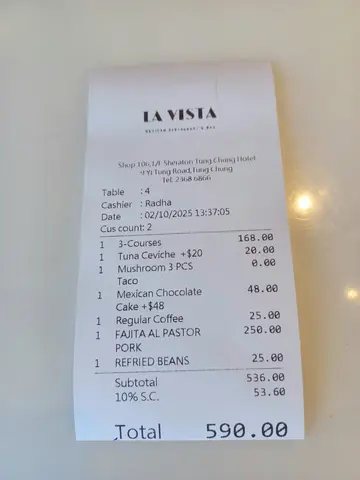 LA VISTA
MEXICAN RESTAURANT & BAR
Shop 106,1/F Sheraton Tung Chung Hotel
9 Yi Tung Road,Tung Chung
Tel: 2368 6866
Table : 4
Cashier : Radha
Date : 02/10/2025 13:37:05
Cus count: 2
1 3-Courses 168.00
1 Tuna Ceviche +$20 20.00
1 Mushroom 3 PCS 0.00
Taco
1 Mexican Chocolate 48.00
Cake +$48
1 Regular Coffee 25.00
1 FAJITA AL PASTOR 250.00
PORK
1 REFRIED BEANS 25.00
Subtotal 536.00
10% S.C. 53.60
Total 590.00